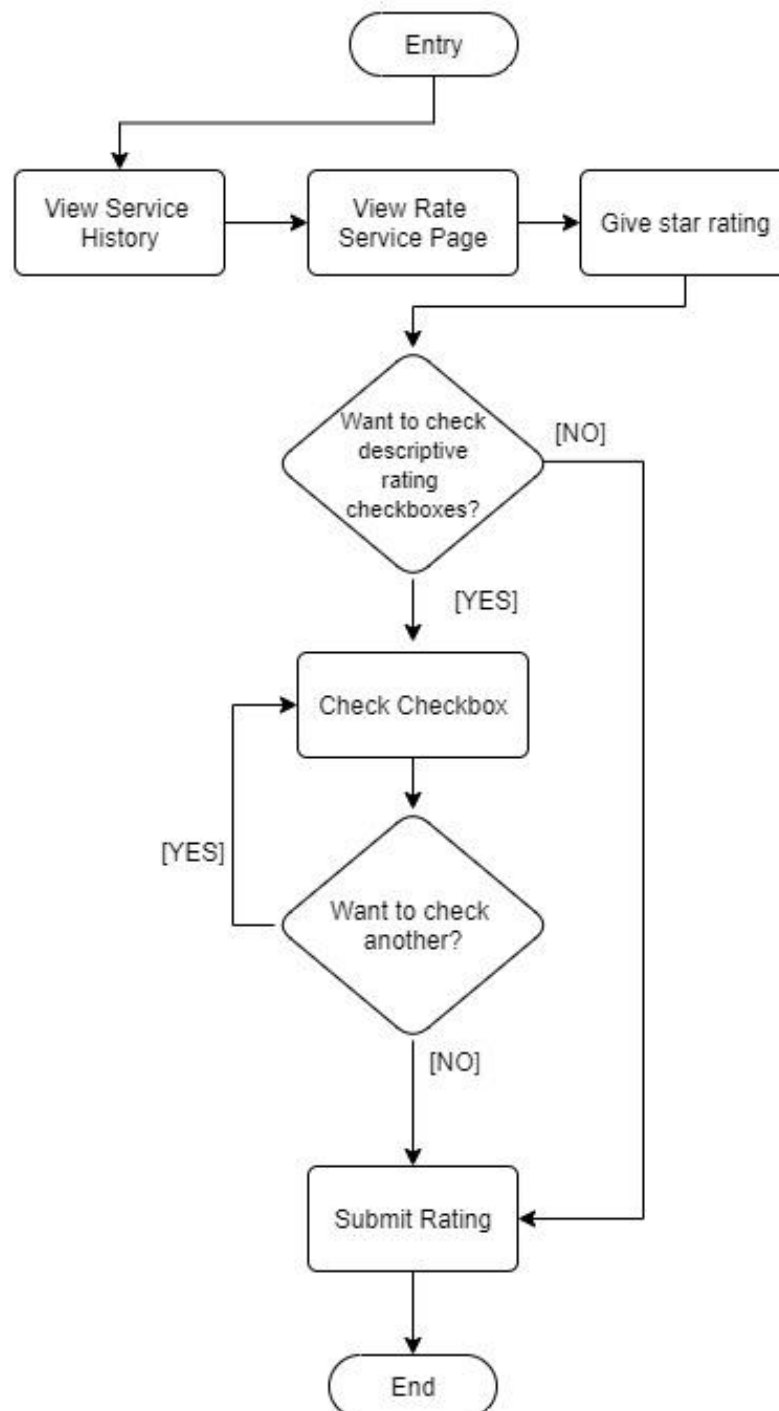 Entry
View Service
History
View Rate
Service Page
Give star rating
Want to check
descriptive
rating
checkboxes?
[NO]
[YES]
Check Checkbox
[YES]
Want to check
another?
[NO]
Submit Rating
End